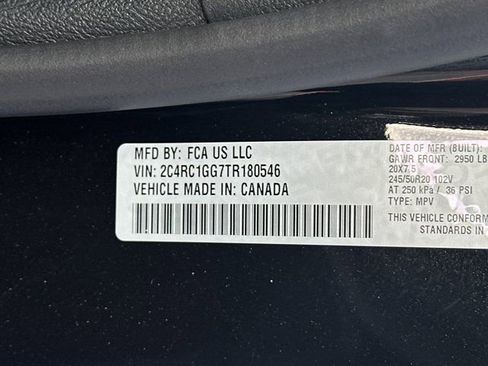 MFD BY: FCA US LLC
VIN: 2C4RC1GG7TR180546
VEHICLE MADE IN: CANADA
DATE OF MFR (BUILT):
GAWR FRONT: 2950 LB
20X7.5
245/50R20 102V
AT 250 kPa / 36 PSI
TYPE: MPV
THIS VEHICLE CONFORM
STANDARDS IN